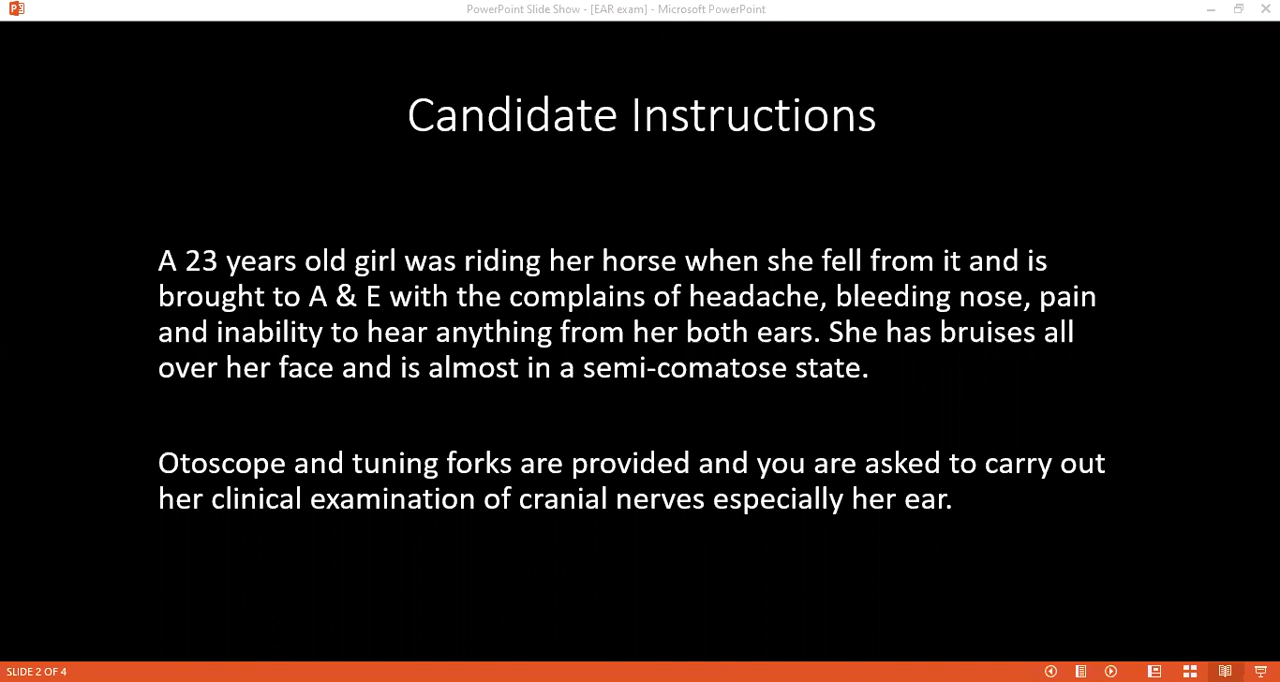 PowerPoint Slide Show - [EAR exam] - Microsoft PowerPoint
Candidate Instructions
A 23 years old girl was riding her horse when she fell from it and is
brought to A & E with the complains of headache, bleeding nose, pain
and inability to hear anything from her both ears. She has bruises all
over her face and is almost in a semi-comatose state.
Otoscope and tuning forks are provided and you are asked to carry out
her clinical examination of cranial nerves especially her ear.
SLIDE 2 OF 4